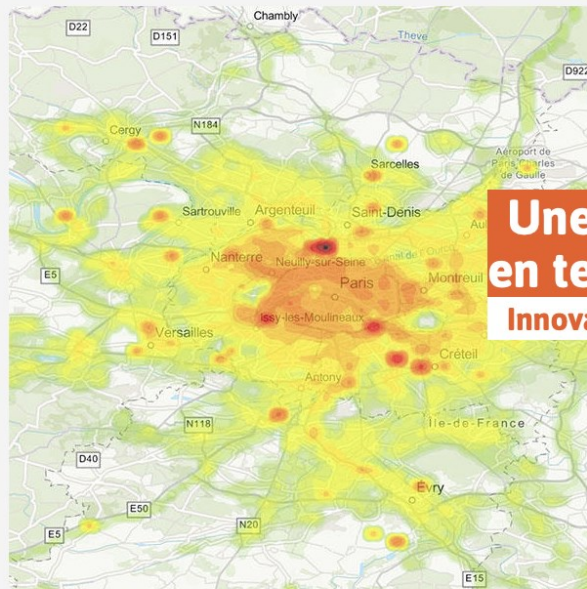 Chambly
D22
D151
Theve
D922
N184
Cergy
Aéroport de
Paris Charles
de Gaulle
Sarcelles
Sartrouville
Argenteuil
Saint-Denis
Une
Nanterre
Neuilly-sur-Seine
en te
E5
Paris
Montreuil
Innova
Issy-les-Moulineaux
Versailles
Créteil
Antony
N118
Île-de-France
D40
Evry
E50
N20
E5
E15